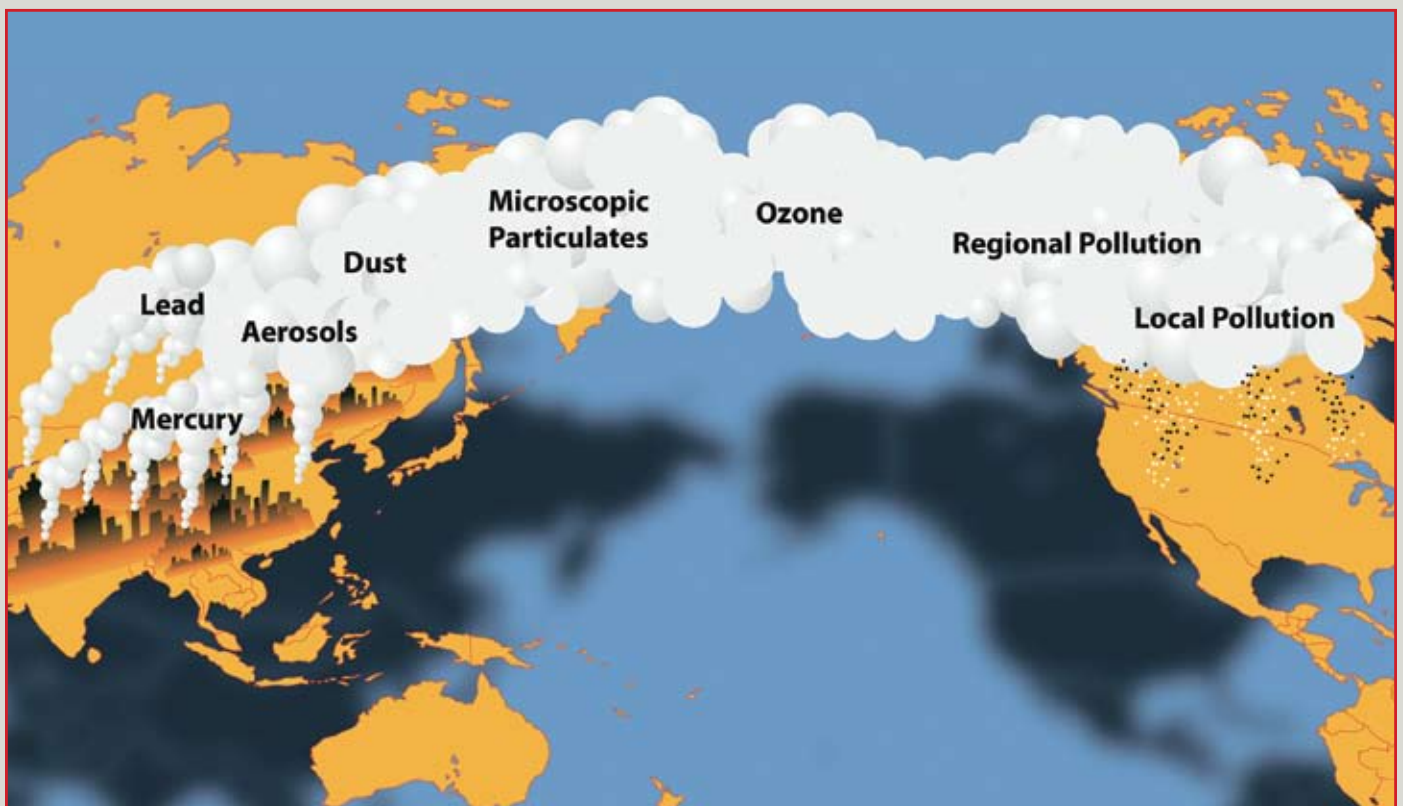 Microscopic
Particulates
Ozone
Regional Pollution
Dust
Lead
Aerosols
Local Pollution
Mercury